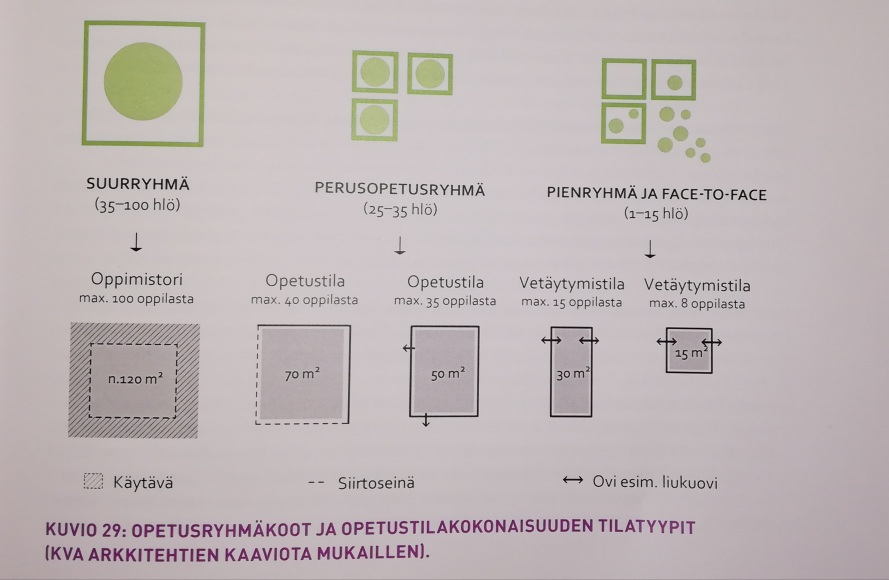 SUURRYHMÄ
(35–100 hlö)
PERUSOPETUSRYHMÄ
(25–35 hlö)
PIENRYHMÄ JA FACE-TO-FACE
(1–15 hlö)
Oppimistori
max. 100 oppilasta
Opetustila
max. 40 oppilasta
Opetustila
max. 35 oppilasta
Vetäytymistila
max. 15 oppilasta
Vetäytymistila
max. 8 oppilasta
n.120 m²
70 m²
50 m²
30 m²
15 m²
Käytävä
Siirtoseinä
Ovi esim. liukuovi
KUVIO 29: OPETUSRYHMÄKOOT JA OPETUSTILAKOKONAISUUDEN TILATYYPIT
(KVA ARKKITEHTIEN KAAVIOTA MUKAILLEN).